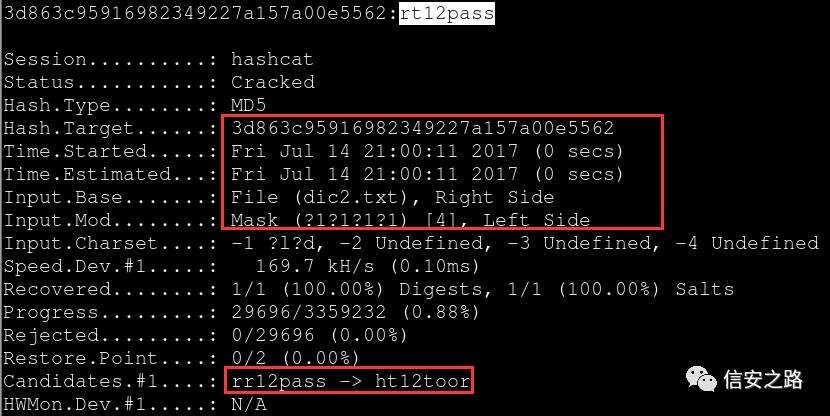 3d863c95916982349227a157a00e5562:rt12pass
Session..........: hashcat
Status...........: Cracked
Hash.Type........: MD5
Hash.Target......: 3d863c95916982349227a157a00e5562
Time.Started.....: Fri Jul 14 21:00:11 2017 (0 secs)
Time.Estimated...: Fri Jul 14 21:00:11 2017 (0 secs)
Input.Base.......: File (dic2.txt), Right Side
Input.Mod........: Mask (?1?1?1?1) [4], Left Side
Input.Charset....: -1 ?l?d, -2 Undefined, -3 Undefined, -4 Undefined
Speed.Dev.#1.....:   169.7 kH/s (0.10ms)
Recovered........: 1/1 (100.00%) Digests, 1/1 (100.00%) Salts
Progress.........: 29696/3359232 (0.88%)
Rejected.........: 0/29696 (0.00%)
Restore.Point....: 0/2 (0.00%)
Candidates.#1....: rr12pass -> ht12toor
HWMon.Dev.#1.....: N/A
信安之路